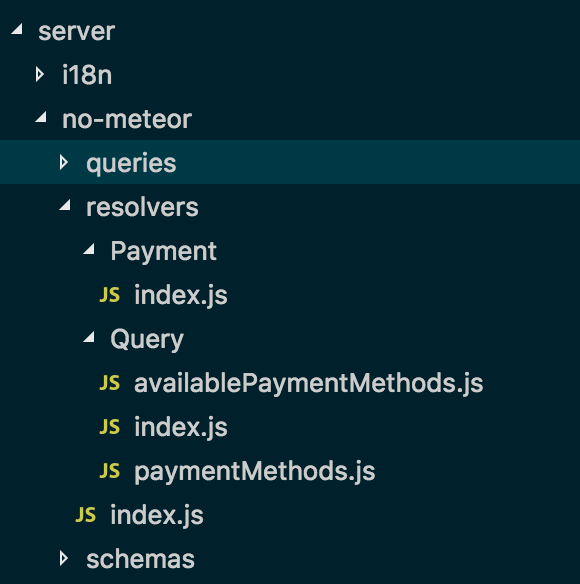 server
i18n
no-meteor
queries
resolvers
Payment
JS index.js
Query
JS availablePaymentMethods.js
JS index.js
JS paymentMethods.js
JS index.js
schemas